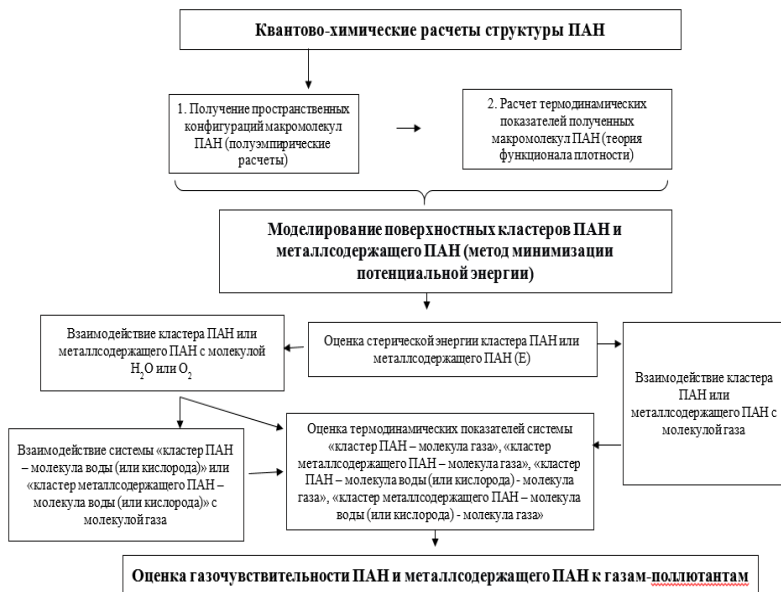 Квантово-химические расчеты структуры ПАН
1. Получение пространственных
конфигураций макромолекул
ПАН (полуэмпирические
расчеты)
2. Расчет термодинамических
показателей полученных
макромолекул ПАН (теория
функционала плотности)
Моделирование поверхностных кластеров ПАН и
металлсодержащего ПАН (метод минимизации
потенциальной энергии)
Взаимодействие кластера ПАН или
металлсодержащего ПАН с молекулой
H₂O или O₂
Оценка стерической энергии кластера ПАН или
металлсодержащего ПАН (E)
Взаимодействие кластера
ПАН или
металлсодержащего ПАН с
молекулой газа
Взаимодействие системы «кластер ПАН
– молекула воды (или кислорода)» или
«кластер металлсодержащего ПАН –
молекула воды (или кислорода)» с
молекулой газа
Оценка термодинамических показателей системы
«кластер ПАН – молекула газа», «кластер
металлсодержащего ПАН – молекула газа», «кластер
ПАН – молекула воды (или кислорода) - молекула
газа», «кластер металлсодержащего ПАН – молекула
воды (или кислорода) - молекула газа»
Оценка газочувствительности ПАН и металлсодержащего ПАН к газам-поллютантам